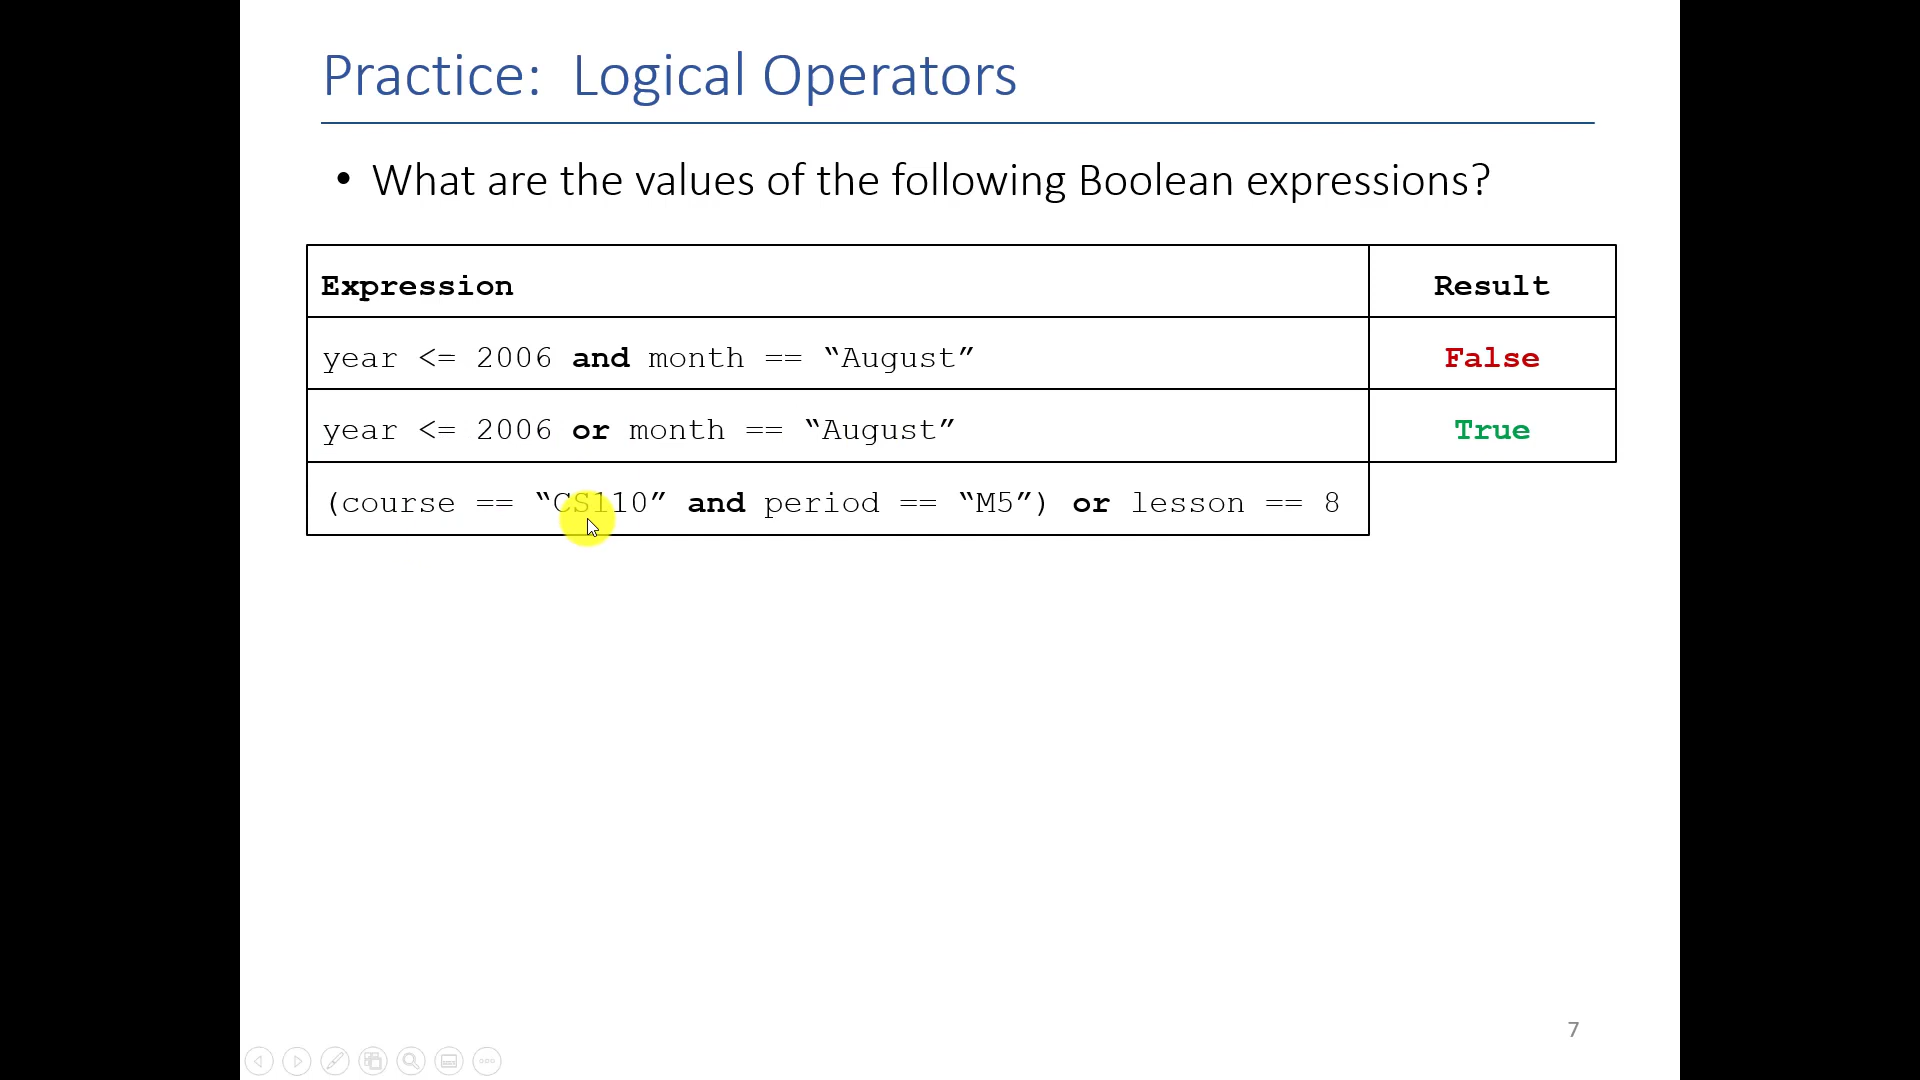 Practice: Logical Operators
• What are the values of the following Boolean expressions?
Expression Result
year <= 2006 and month == “August” False
year <= 2006 or month == “August” True
(course == “CS110” and period == “M5”) or lesson == 8
7